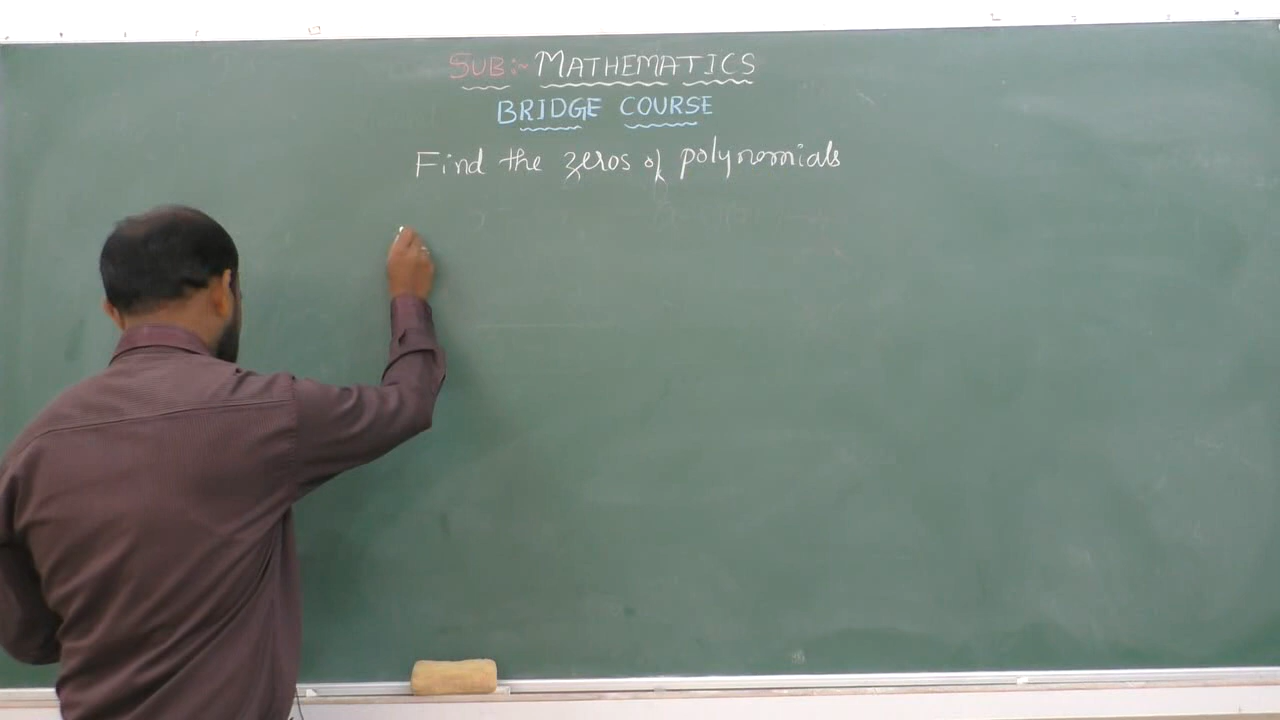 SUB:- MATHEMATICS
BRIDGE COURSE
Find the zeros of polynomials